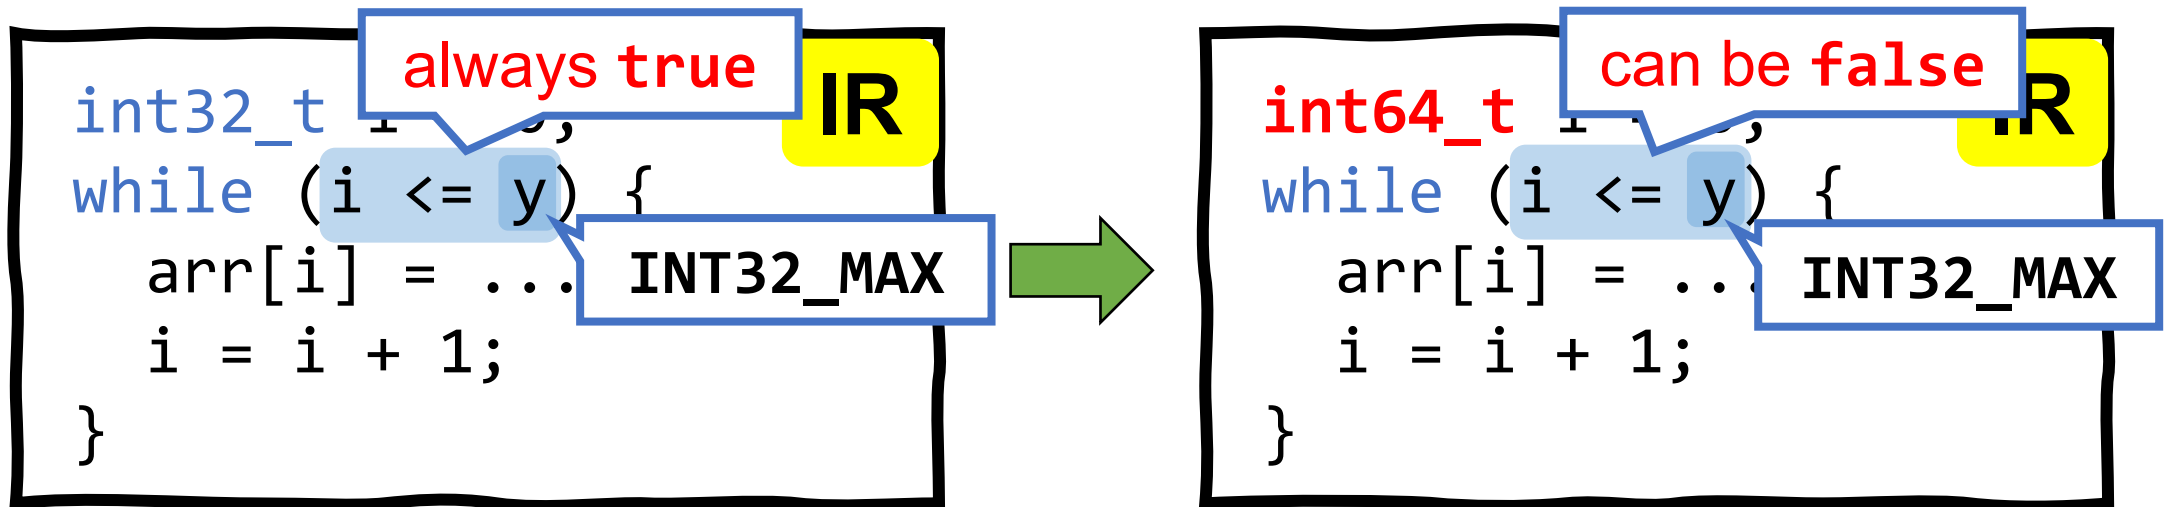 always true
IR
int32_t i
while (i <= y) {
INT32_MAX
arr[i] = ...
i = i + 1;
}
can be false
IR
int64_t i
while (i <= y) {
INT32_MAX
arr[i] = ...
i = i + 1;
}